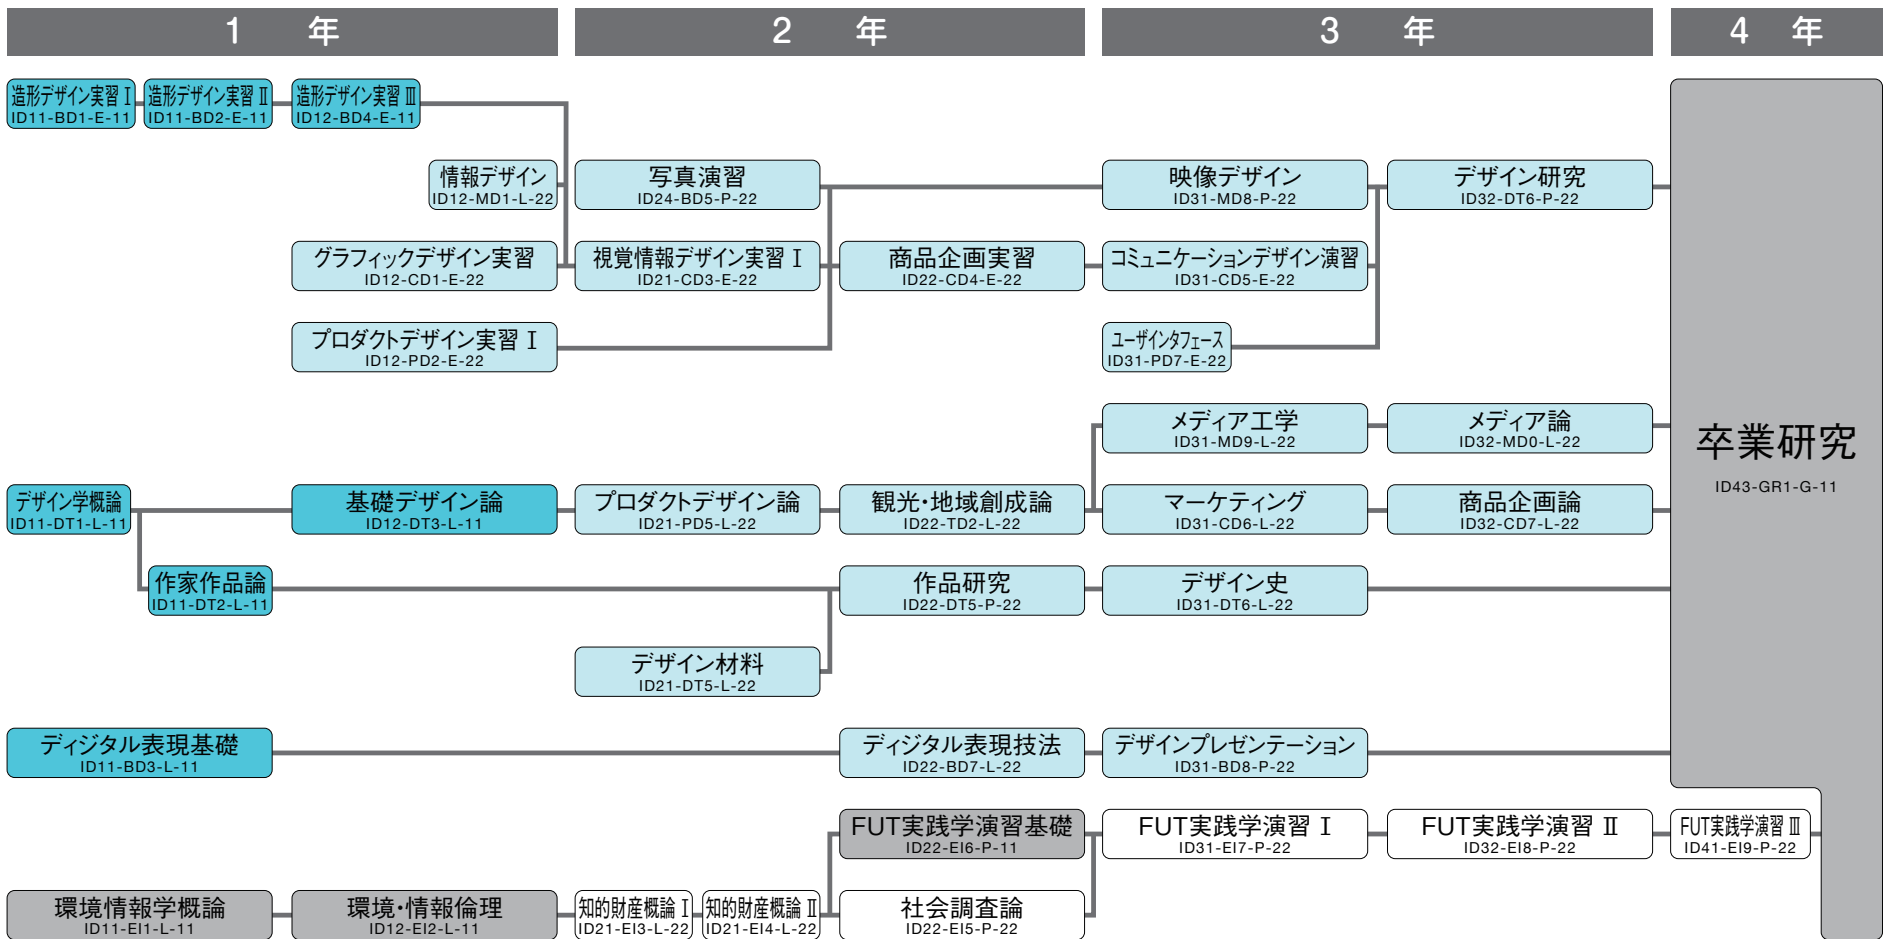 1 年
2 年
3 年
4 年
造形デザイン実習 Ⅰ
ID11-BD1-E-11
造形デザイン実習 Ⅱ
ID11-BD2-E-11
造形デザイン実習 Ⅲ
ID12-BD4-E-11
情報デザイン
ID12-MD1-L-22
写真演習
ID24-BD5-P-22
映像デザイン
ID31-MD8-P-22
デザイン研究
ID32-DT6-P-22
グラフィックデザイン実習
ID12-CD1-E-22
視覚情報デザイン実習 Ⅰ
ID21-CD3-E-22
商品企画実習
ID22-CD4-E-22
コミュニケーションデザイン演習
ID31-CD5-E-22
プロダクトデザイン実習 Ⅰ
ID12-PD2-E-22
ユーザインタフェース
ID31-PD7-E-22
メディア工学
ID31-MD9-L-22
メディア論
ID32-MD0-L-22
卒業研究
ID43-GR1-G-11
デザイン学概論
ID11-DT1-L-11
基礎デザイン論
ID12-DT3-L-11
プロダクトデザイン論
ID21-PD5-L-22
観光・地域創成論
ID22-TD2-L-22
マーケティング
ID31-CD6-L-22
商品企画論
ID32-CD7-L-22
作家作品論
ID11-DT2-L-11
作品研究
ID22-DT5-P-22
デザイン史
ID31-DT6-L-22
デザイン材料
ID21-DT5-L-22
ディジタル表現基礎
ID11-BD3-L-11
ディジタル表現技法
ID22-BD7-L-22
デザインプレゼンテーション
ID31-BD8-P-22
FUT実践学演習基礎
ID22-EI6-P-11
FUT実践学演習 Ⅰ
ID31-EI7-P-22
FUT実践学演習 Ⅱ
ID32-EI8-P-22
FUT実践学演習 Ⅲ
ID41-EI9-P-22
環境情報学概論
ID11-EI1-L-11
環境・情報倫理
ID12-EI2-L-11
知的財産概論 Ⅰ
ID21-EI3-L-22
知的財産概論 Ⅱ
ID21-EI4-L-22
社会調査論
ID22-EI5-P-22